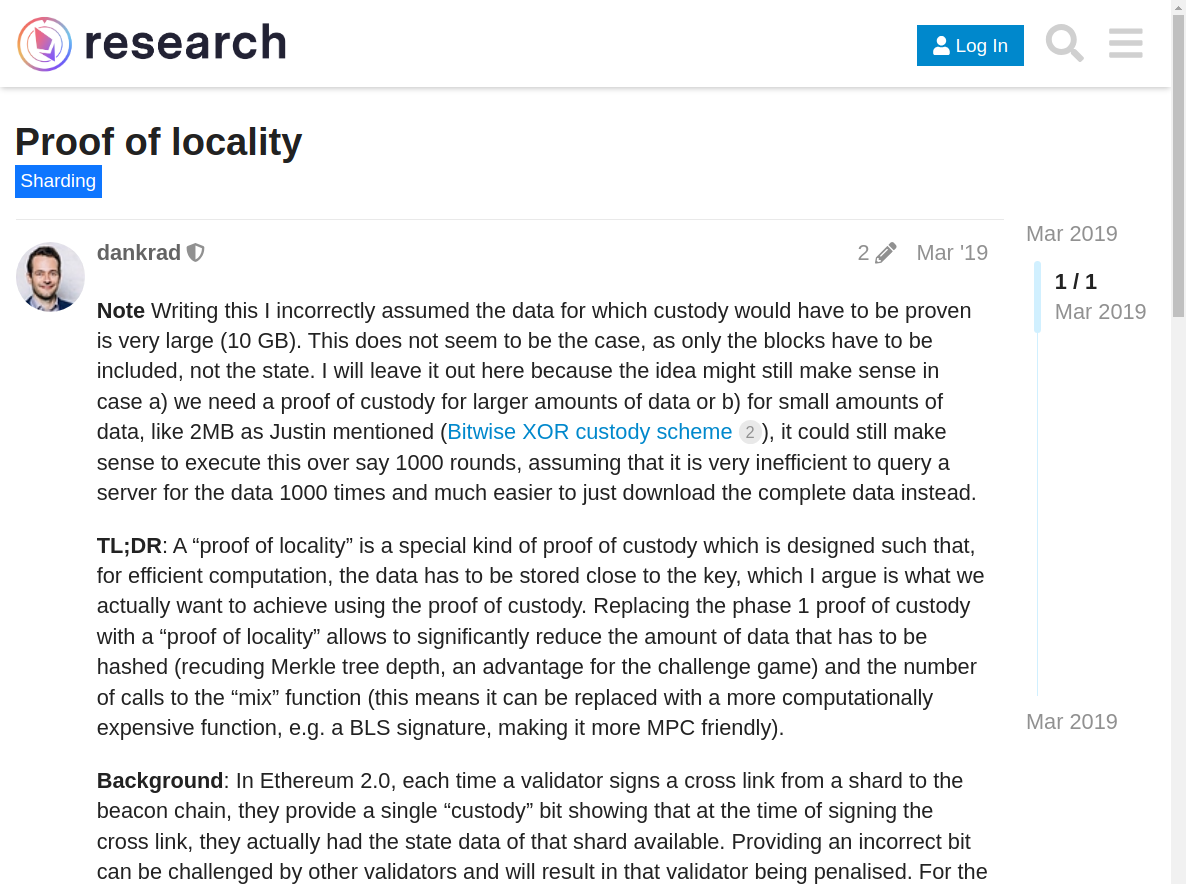 research
Log In
Proof of locality
Sharding
dankrad
2
Mar '19
Note Writing this I incorrectly assumed the data for which custody would have to be proven
is very large (10 GB). This does not seem to be the case, as only the blocks have to be
included, not the state. I will leave it out here because the idea might still make sense in
case a) we need a proof of custody for larger amounts of data or b) for small amounts of
data, like 2MB as Justin mentioned (Bitwise XOR custody scheme 2), it could still make
sense to execute this over say 1000 rounds, assuming that it is very inefficient to query a
server for the data 1000 times and much easier to just download the complete data instead.
TL;DR: A “proof of locality” is a special kind of proof of custody which is designed such that,
for efficient computation, the data has to be stored close to the key, which I argue is what we
actually want to achieve using the proof of custody. Replacing the phase 1 proof of custody
with a “proof of locality” allows to significantly reduce the amount of data that has to be
hashed (recuding Merkle tree depth, an advantage for the challenge game) and the number
of calls to the “mix” function (this means it can be replaced with a more computationally
expensive function, e.g. a BLS signature, making it more MPC friendly).
Background: In Ethereum 2.0, each time a validator signs a cross link from a shard to the
beacon chain, they provide a single “custody” bit showing that at the time of signing the
cross link, they actually had the state data of that shard available. Providing an incorrect bit
can be challenged by other validators and will result in that validator being penalised. For the
Mar 2019
1 / 1
Mar 2019
Mar 2019